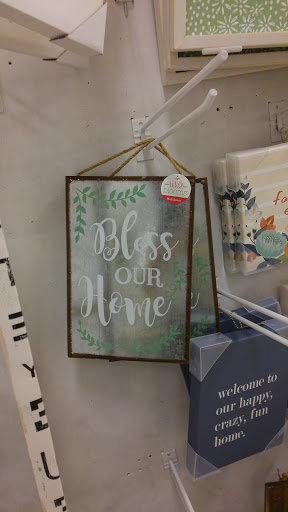 Bless
OUR
Home
welcome to
our happy,
crazy, fun
home.